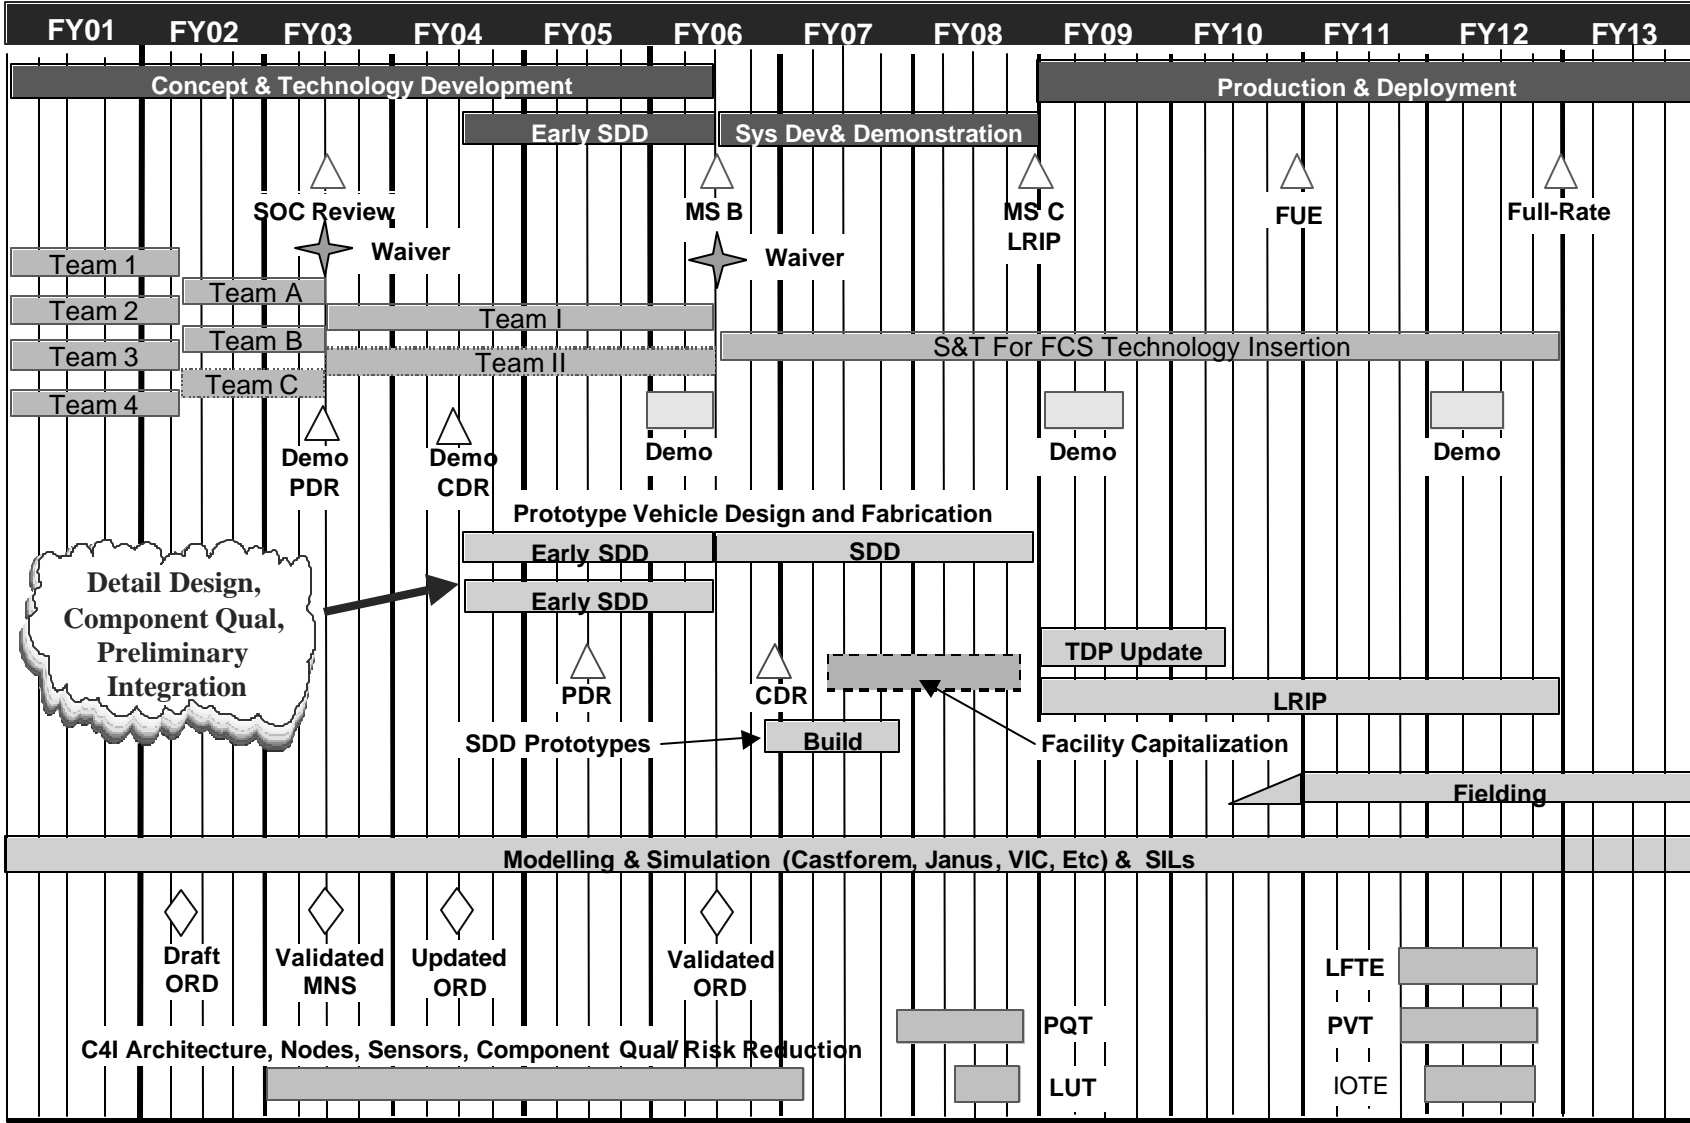 FY01 FY02 FY03 FY04 FY05 FY06 FY07 FY08 FY09 FY10 FY11 FY12 FY13
Concept & Technology Development
Production & Deployment
Early SDD
Sys Dev& Demonstration
SOC Review
MS B
MS C
LRIP
FUE
Full-Rate
Waiver
Waiver
Team 1
Team 2
Team 3
Team 4
Team A
Team B
Team C
Team I
Team II
S&T For FCS Technology Insertion
Demo
PDR
Demo
CDR
Demo
Demo
Demo
Prototype Vehicle Design and Fabrication
Early SDD
SDD
Early SDD
Detail Design,
Component Qual,
Preliminary
Integration
PDR
CDR
TDP Update
LRIP
SDD Prototypes
Build
Facility Capitalization
Fielding
Modelling & Simulation (Castforem, Janus, VIC, Etc) & SILs
Draft
ORD
Validated
MNS
Updated
ORD
Validated
ORD
LFTE
PQT
PVT
C4I Architecture, Nodes, Sensors, Component Qual/ Risk Reduction
LUT
IOTE